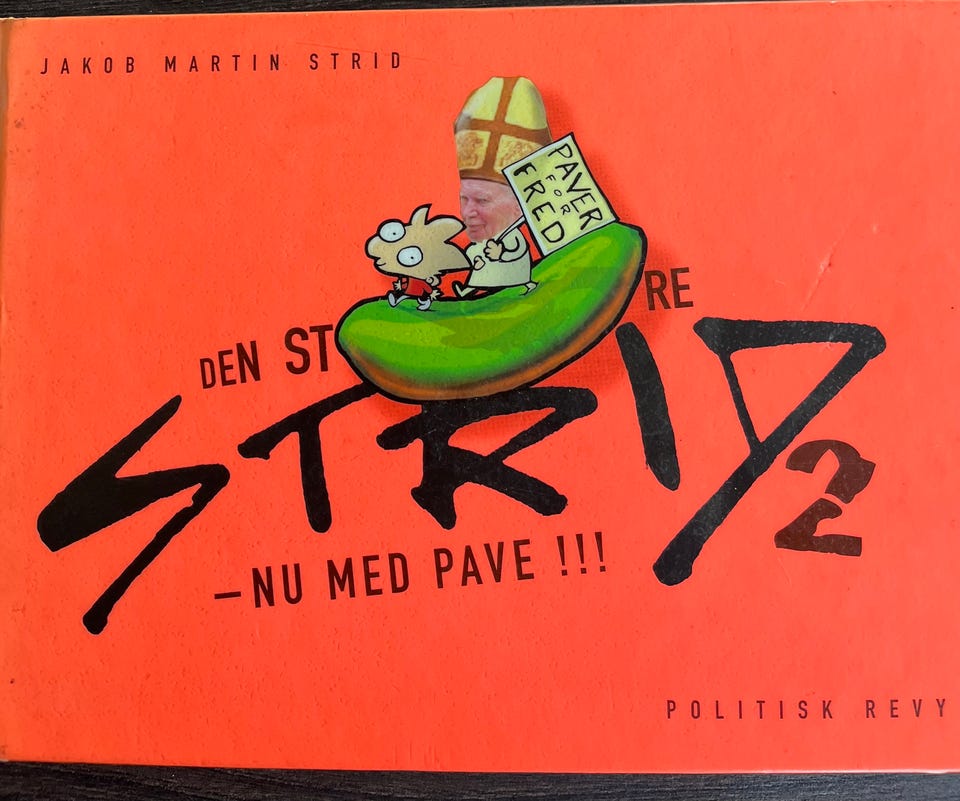 JAKOB MARTIN STRID
PAVER
FOR
FRED
DEN ST RE
STRID 2
–NU MED PAVE !!!
POLITISK REVY